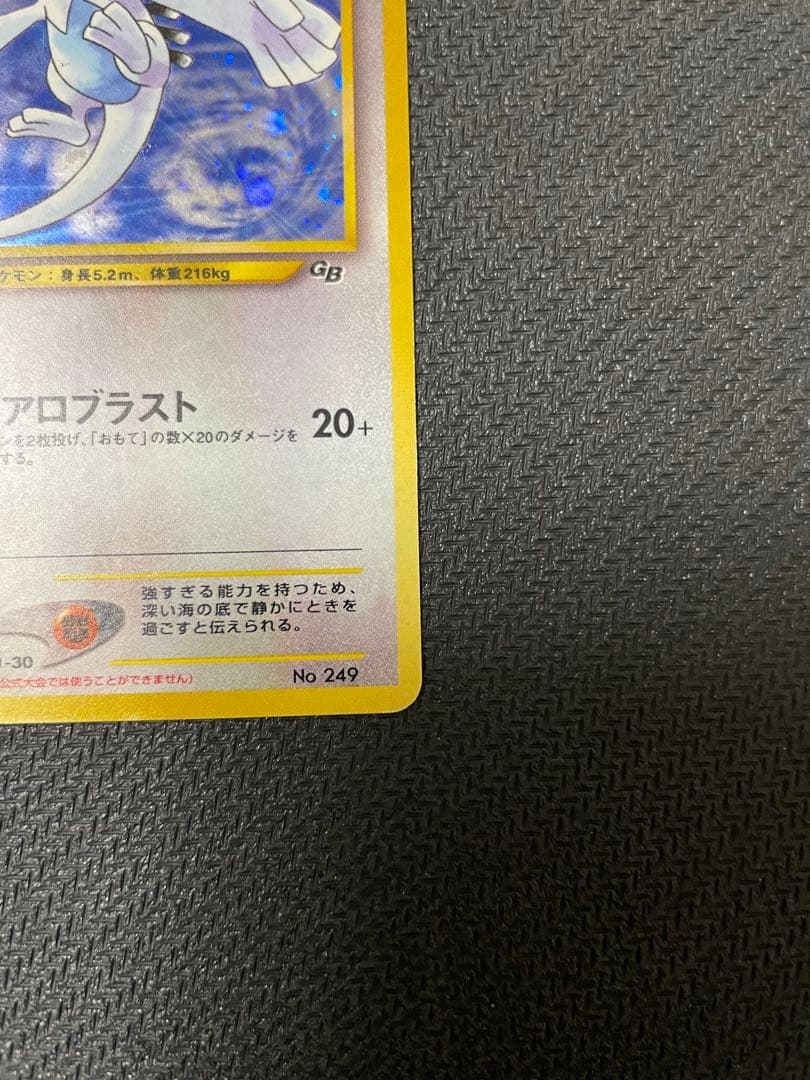 ケモン：身長5.2m、体重216kg
GB
アロブラスト
20+
ンを2枚投げ、「おもて」の数×20のダメージを
する。
強すぎる能力を持つため、
深い海の底で静かにときを
過ごすと伝えられる。
-30
No 249
公式大会では使うことができません）